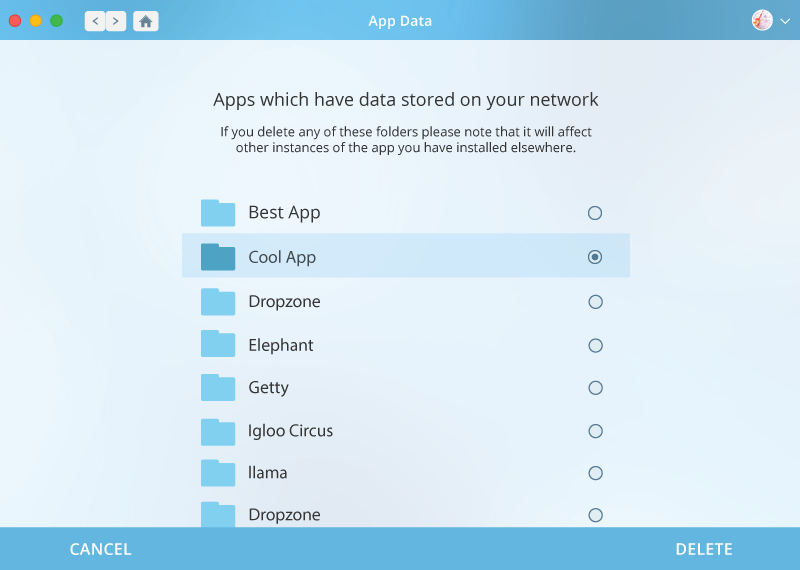 App Data
Apps which have data stored on your network
If you delete any of these folders please note that it will affect
other instances of the app you have installed elsewhere.
Best App
Cool App
Dropzone
Elephant
Getty
Igloo Circus
llama
Dropzone
CANCEL
DELETE